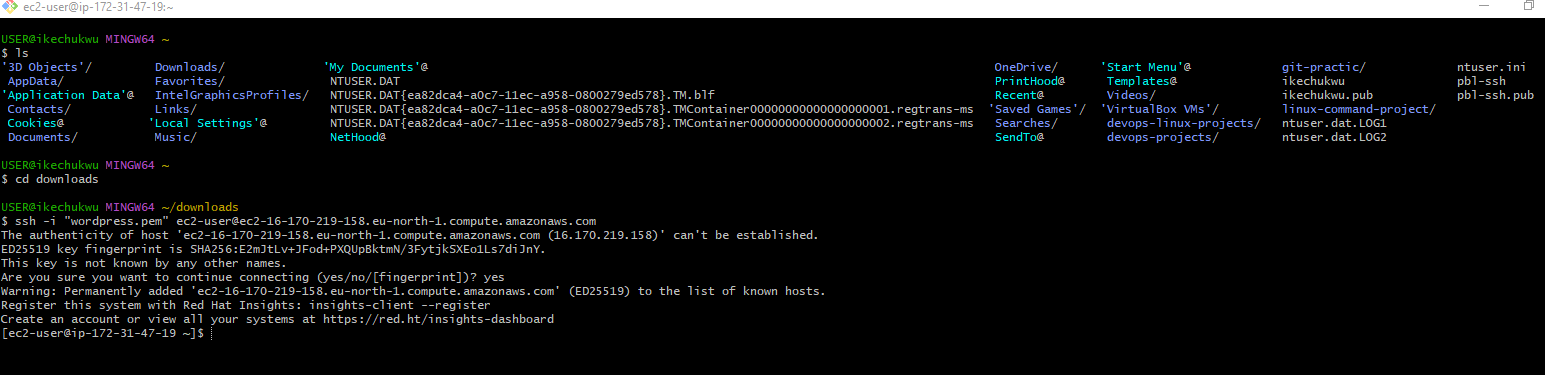 ec2-user@ip-172-31-47-19:~
USER@ikechukwu MINGW64 ~
$ ls
'3D Objects'/ Downloads/ 'My Documents'@ OneDrive/ 'Start Menu'@ git-practic/ ntuser.ini
AppData/ Favorites/ NTUSER.DAT PrintHood@ Templates@ ikechukwu pbl-ssh
'Application Data'@ IntelGraphicsProfiles/ NTUSER.DAT{ea82dca4-a0c7-11ec-a958-0800279ed578}.TM.blf Recent@ Videos/ ikechukwu.pub pbl-ssh.pub
Contacts/ Links/ NTUSER.DAT{ea82dca4-a0c7-11ec-a958-0800279ed578}.TMContainer00000000000000000001.regtrans-ms 'Saved Games'/ 'VirtualBox VMs'/ linux-command-project/
Cookies@ 'Local Settings'@ NTUSER.DAT{ea82dca4-a0c7-11ec-a958-0800279ed578}.TMContainer00000000000000000002.regtrans-ms Searches/ devops-linux-projects/ ntuser.dat.LOG1
Documents/ Music/ NetHood@ SendTo@ devops-projects/ ntuser.dat.LOG2
USER@ikechukwu MINGW64 ~
$ cd downloads
USER@ikechukwu MINGW64 ~/downloads
$ ssh -i "wordpress.pem" ec2-user@ec2-16-170-219-158.eu-north-1.compute.amazonaws.com
The authenticity of host 'ec2-16-170-219-158.eu-north-1.compute.amazonaws.com (16.170.219.158)' can't be established.
ED25519 key fingerprint is SHA256:E2mJtLv+JFod+PXQUpBktmN/3FytjkSXEo1Ls7diJnY.
This key is not known by any other names.
Are you sure you want to continue connecting (yes/no/[fingerprint])? yes
Warning: Permanently added 'ec2-16-170-219-158.eu-north-1.compute.amazonaws.com' (ED25519) to the list of known hosts.
Register this system with Red Hat Insights: insights-client --register
Create an account or view all your systems at https://red.ht/insights-dashboard
[ec2-user@ip-172-31-47-19 ~]$